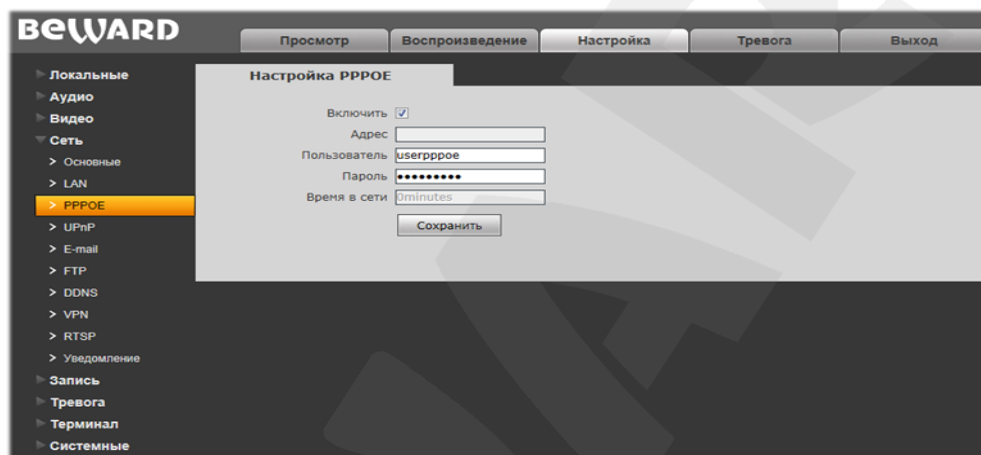 BEWARD
Просмотр Воспроизведение Настройка Тревога Выход
Локальные
Аудио
Видео
Сеть
> Основные
> LAN
> PPPOE
> UPnP
> E-mail
> FTP
> DDNS
> VPN
> RTSP
> Уведомление
Запись
Тревога
Терминал
Системные
Настройка PPPOE
Включить
Адрес
Пользователь userpppoe
Пароль •••••••••
Время в сети 0minutes
Сохранить